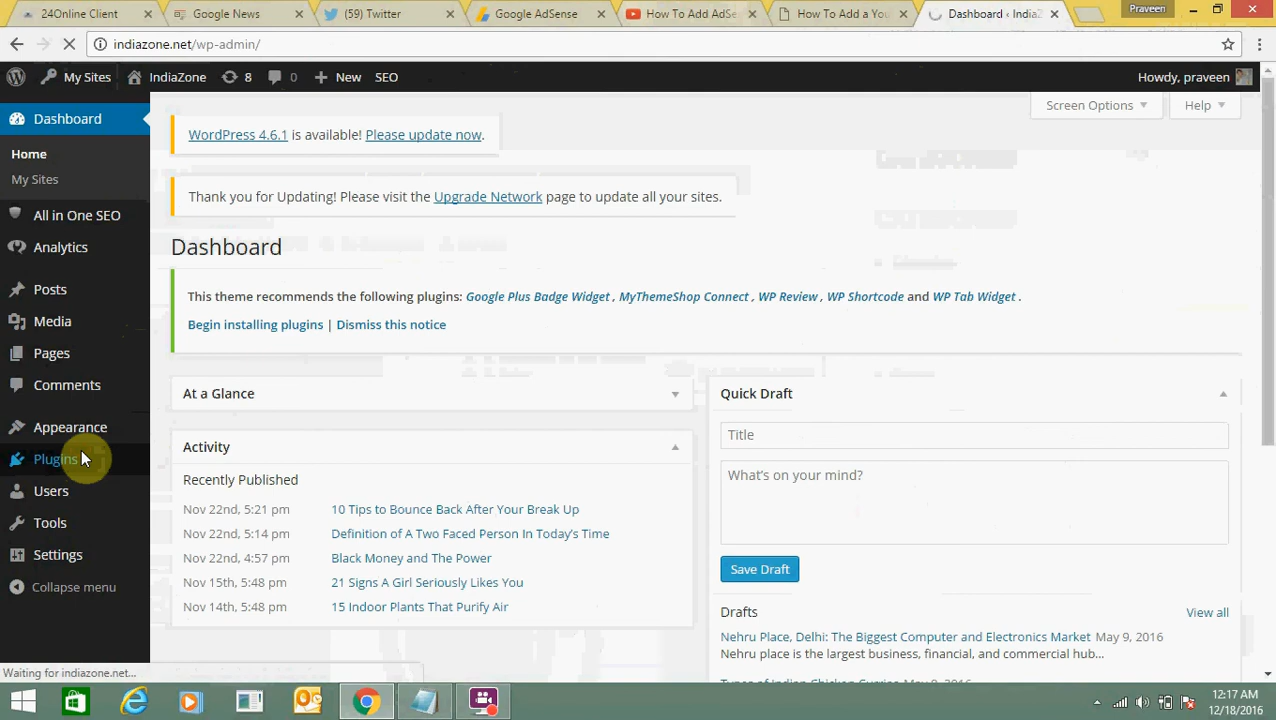 24Online Client
Google News
(59) Twitter
Google AdSense
How To Add AdSe
How To Add a You
Dashboard ‹ IndiaZ
Praveen
indiazone.net/wp-admin/
My Sites
IndiaZone
8
0
New
SEO
Howdy, praveen
Dashboard
Screen Options
Help
WordPress 4.6.1 is available! Please update now.
Home
My Sites
Thank you for Updating! Please visit the Upgrade Network page to update all your sites.
All in One SEO
Analytics
Dashboard
Posts
This theme recommends the following plugins: Google Plus Badge Widget , MyThemeShop Connect , WP Review , WP Shortcode and WP Tab Widget .
Media
Begin installing plugins | Dismiss this notice
Pages
Comments
At a Glance
Quick Draft
Appearance
Title
Activity
Plugins
Recently Published
What's on your mind?
Users
Nov 22nd, 5:21 pm 10 Tips to Bounce Back After Your Break Up
Tools
Nov 22nd, 5:14 pm Definition of A Two Faced Person In Today's Time
Settings
Nov 22nd, 4:57 pm Black Money and The Power
Save Draft
Collapse menu
Nov 15th, 5:48 pm 21 Signs A Girl Seriously Likes You
Nov 14th, 5:48 pm 15 Indoor Plants That Purify Air
Drafts
View all
Nehru Place, Delhi: The Biggest Computer and Electronics Market May 9, 2016
Nehru place is the largest business, financial, and commercial hub...
Waiting for indiazone.net...
Types of Indian Chicken Curries May 9, 2016
12:17 AM
12/18/2016